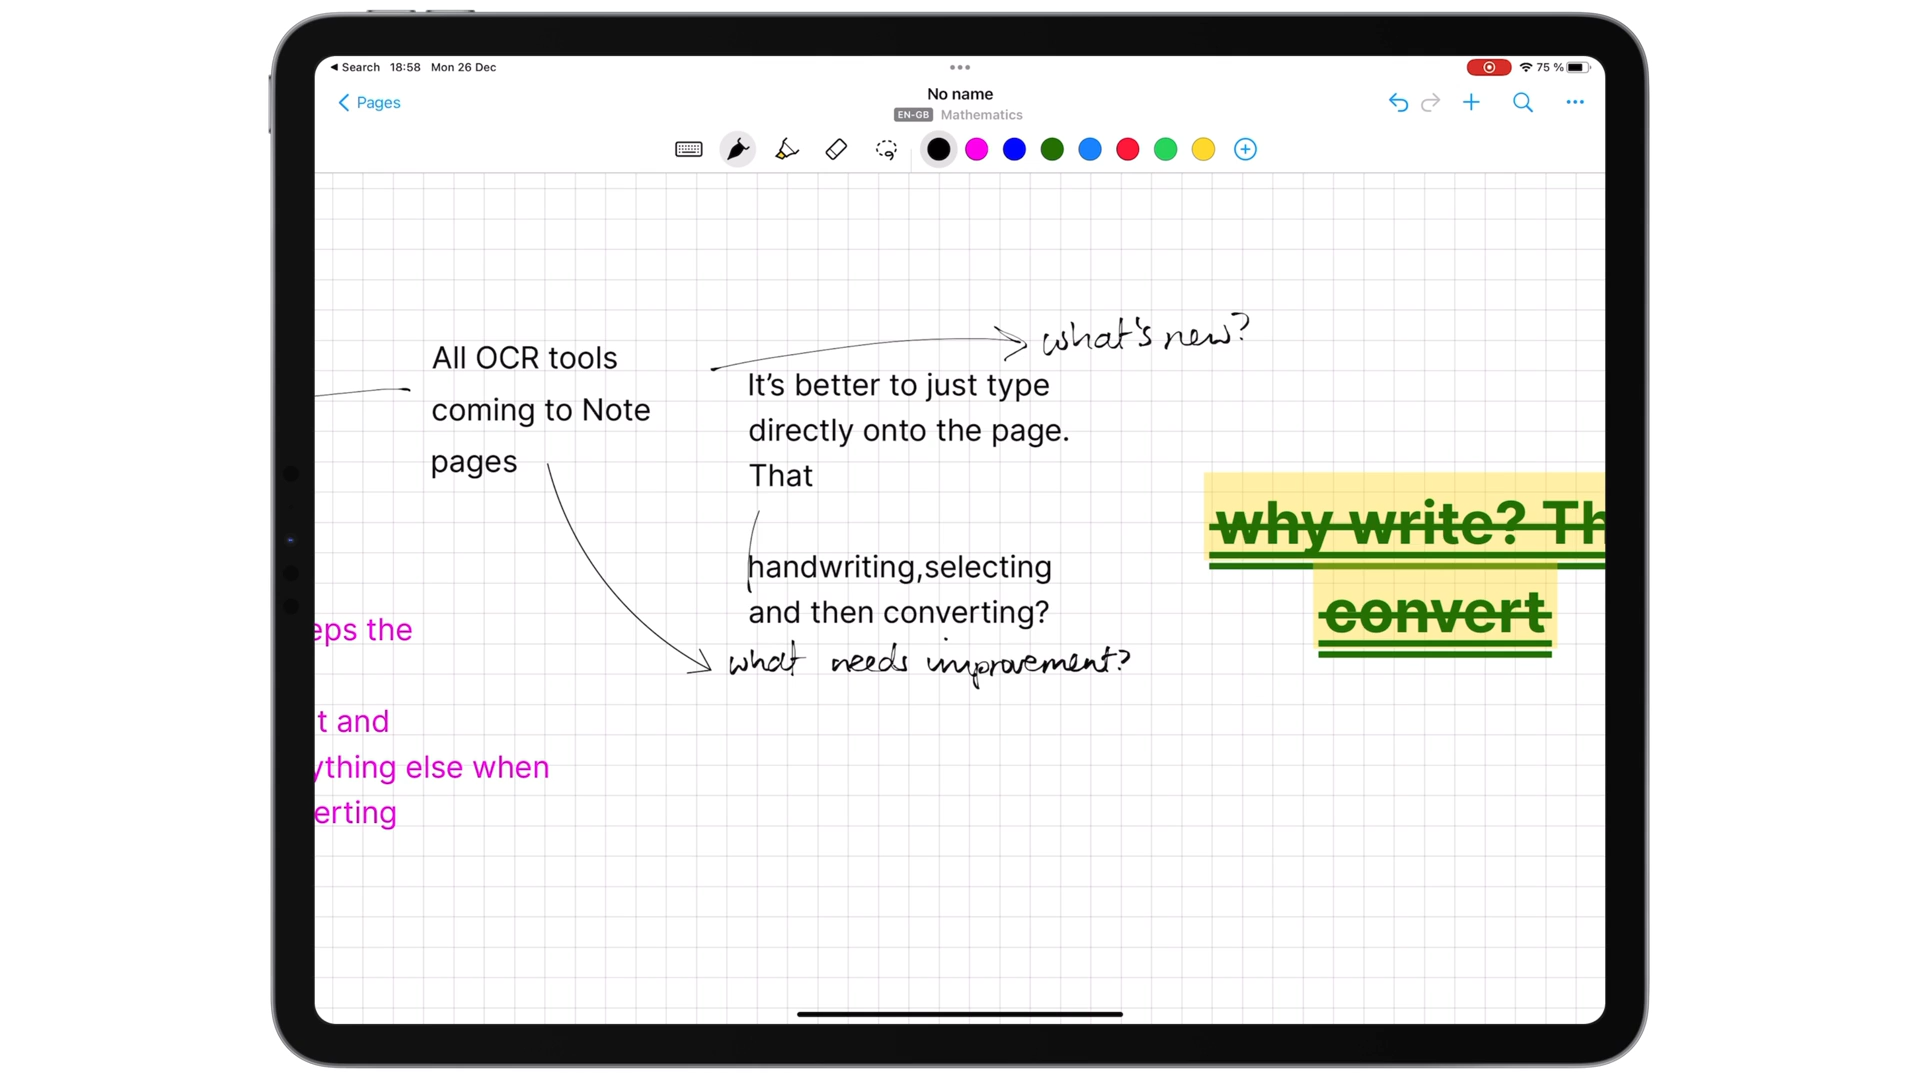 Search 18:58 Mon 26 Dec
75 %
Pages
No name
EN-GB Mathematics
what's new?
All OCR tools
coming to Note
pages
It's better to just type
directly onto the page.
That
handwriting,selecting
and then converting?
what needs improvement?
why write? Th
convert
eps the
t and
ything else when
erting